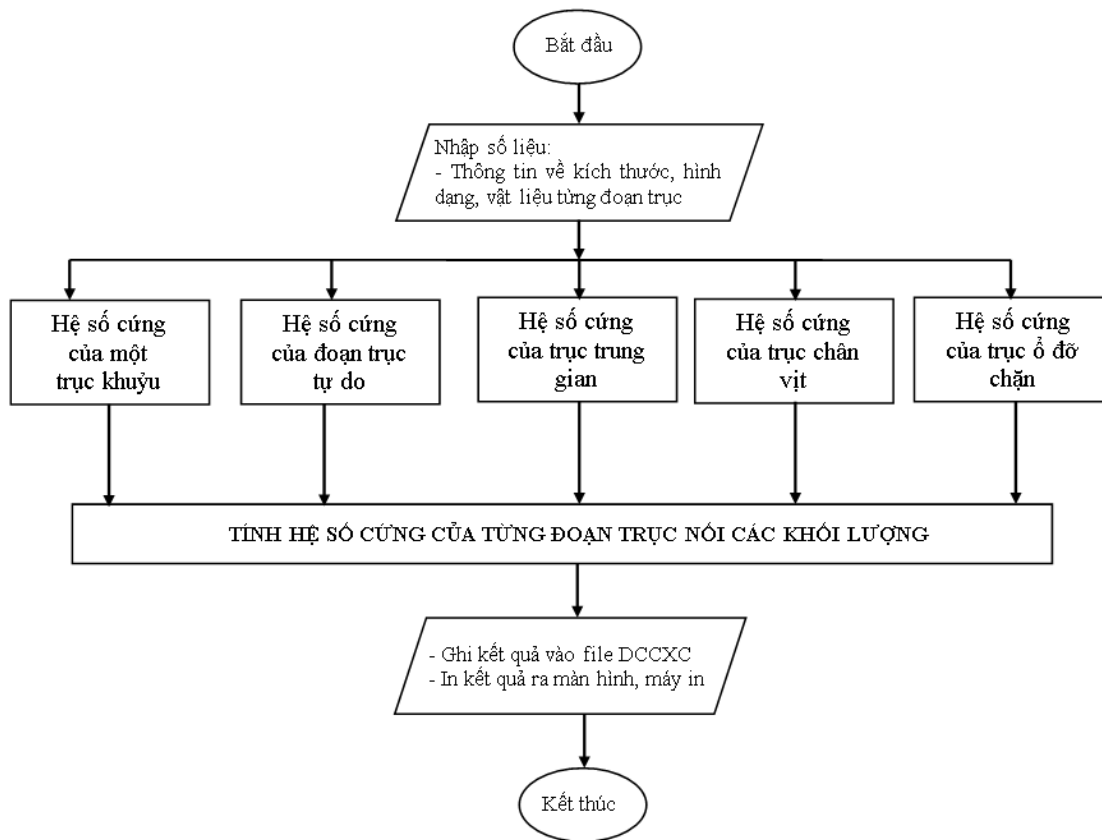 Bắt đầu
Nhập số liệu:
- Thông tin về kích thước, hình
dạng, vật liệu từng đoạn trục
Hệ số cứng
của một
trục khuỷu
Hệ số cứng
của đoạn trục
tự do
Hệ số cứng
của trục trung
gian
Hệ số cứng
của trục chân
vịt
Hệ số cứng
của trục ổ đỡ
chặn
TÍNH HỆ SỐ CỨNG CỦA TỪNG ĐOẠN TRỤC NỐI CÁC KHỐI LƯỢNG
- Ghi kết quả vào file DCCXC
- In kết quả ra màn hình, máy in
Kết thúc